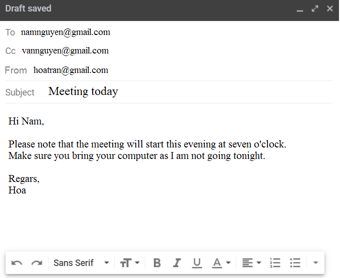 Draft saved
To namnguyen@gmail.com
Cc vannguyen@gmail.com
From hoatran@gmail.com
Subject Meeting today
Hi Nam,
Please note that the meeting will start this evening at seven o'clock.
Make sure you bring your computer as I am not going tonight.
Regars,
Hoa
Sans Serif B I U A